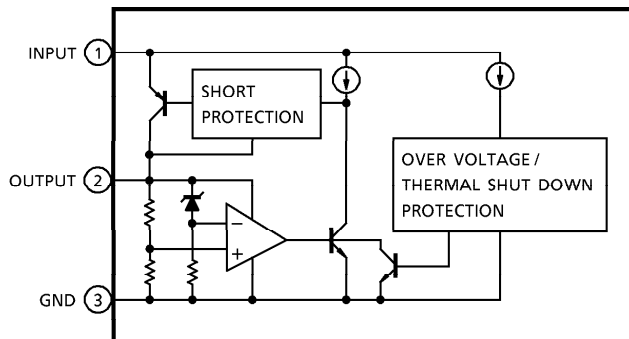 INPUT 1
SHORT
PROTECTION
OVER VOLTAGE /
THERMAL SHUT DOWN
PROTECTION
OUTPUT 2
−
+
GND 3